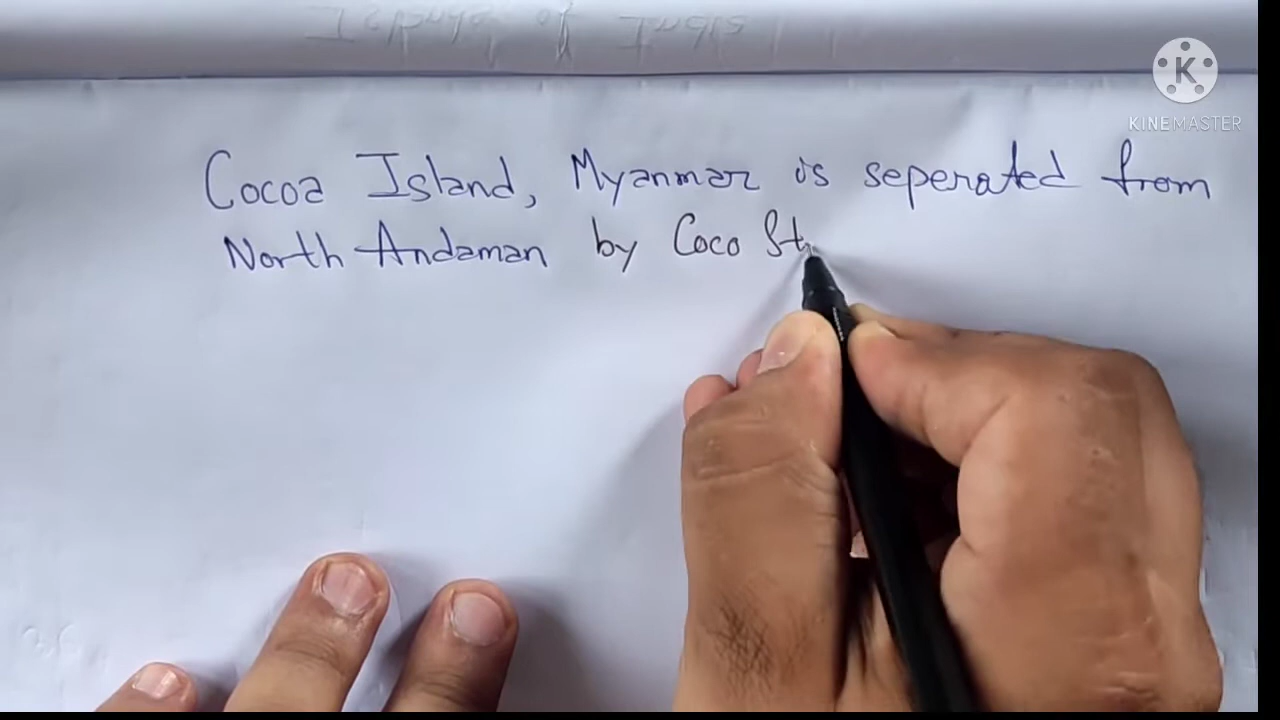 KINEMASTER
Cocoa Island, Myanmar is seperated from
North Andaman by Coco St